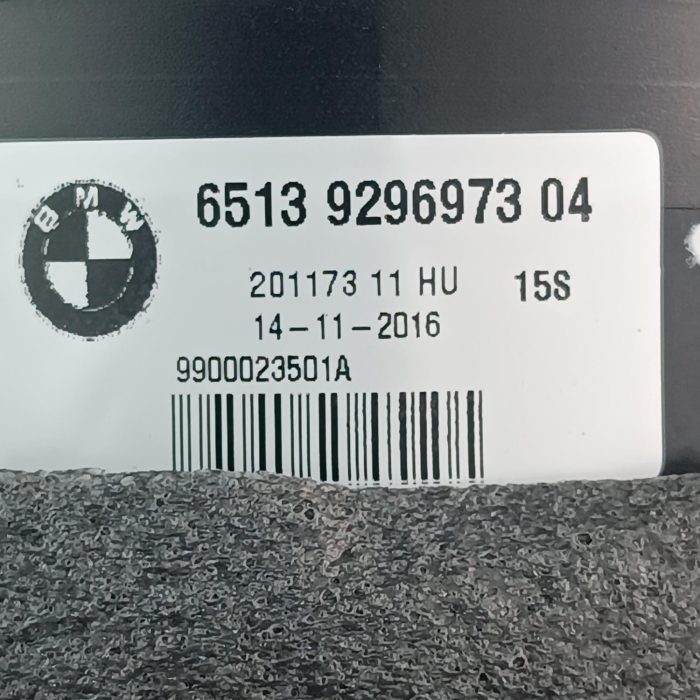 BMW
6513 9296973 04
201173 11 HU 15S
14-11-2016
9900023501A